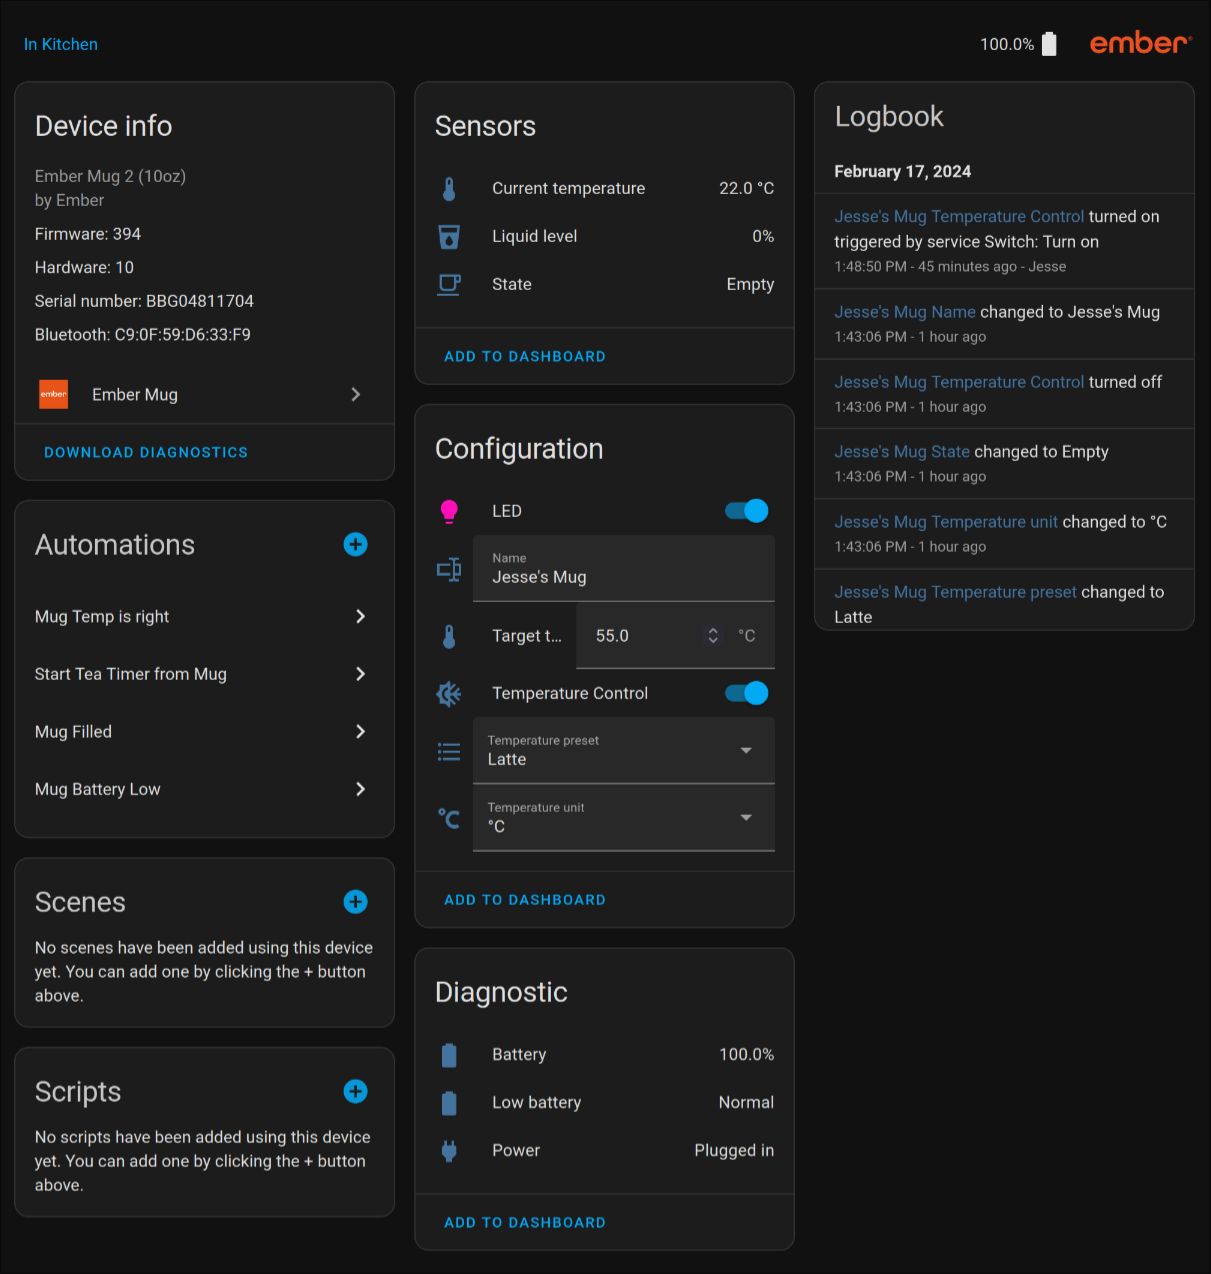 In Kitchen
100.0%
ember
Device info
Ember Mug 2 (10oz)
by Ember
Firmware: 394
Hardware: 10
Serial number: BBG04811704
Bluetooth: C9:0F:59:D6:33:F9
ember
Ember Mug
DOWNLOAD DIAGNOSTICS
Automations
Mug Temp is right
Start Tea Timer from Mug
Mug Filled
Mug Battery Low
Scenes
No scenes have been added using this device
yet. You can add one by clicking the + button
above.
Scripts
No scripts have been added using this device
yet. You can add one by clicking the + button
above.
Sensors
Current temperature 22.0 °C
Liquid level 0%
State Empty
ADD TO DASHBOARD
Configuration
LED
Name
Jesse's Mug
Target t... 55.0 °C
Temperature Control
Temperature preset
Latte
°C
Temperature unit
°C
ADD TO DASHBOARD
Diagnostic
Battery 100.0%
Low battery Normal
Power Plugged in
ADD TO DASHBOARD
Logbook
February 17, 2024
Jesse's Mug Temperature Control turned on
triggered by service Switch: Turn on
1:48:50 PM - 45 minutes ago - Jesse
Jesse's Mug Name changed to Jesse's Mug
1:43:06 PM - 1 hour ago
Jesse's Mug Temperature Control turned off
1:43:06 PM - 1 hour ago
Jesse's Mug State changed to Empty
1:43:06 PM - 1 hour ago
Jesse's Mug Temperature unit changed to °C
1:43:06 PM - 1 hour ago
Jesse's Mug Temperature preset changed to
Latte